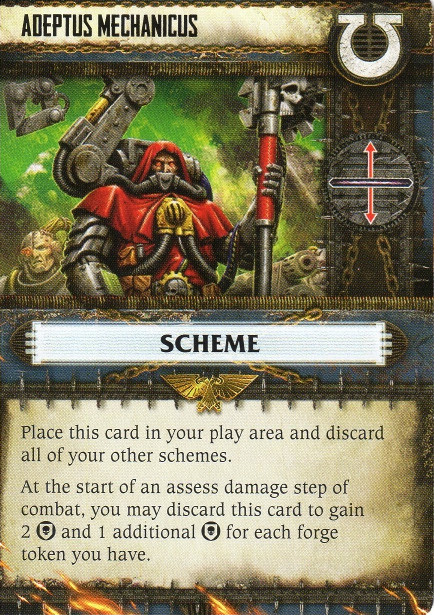 ADEPTUS MECHANICUS
SCHEME
Place this card in your play area and discard
all of your other schemes.
At the start of an assess damage step of
combat, you may discard this card to gain
2 and 1 additional for each forge
token you have.